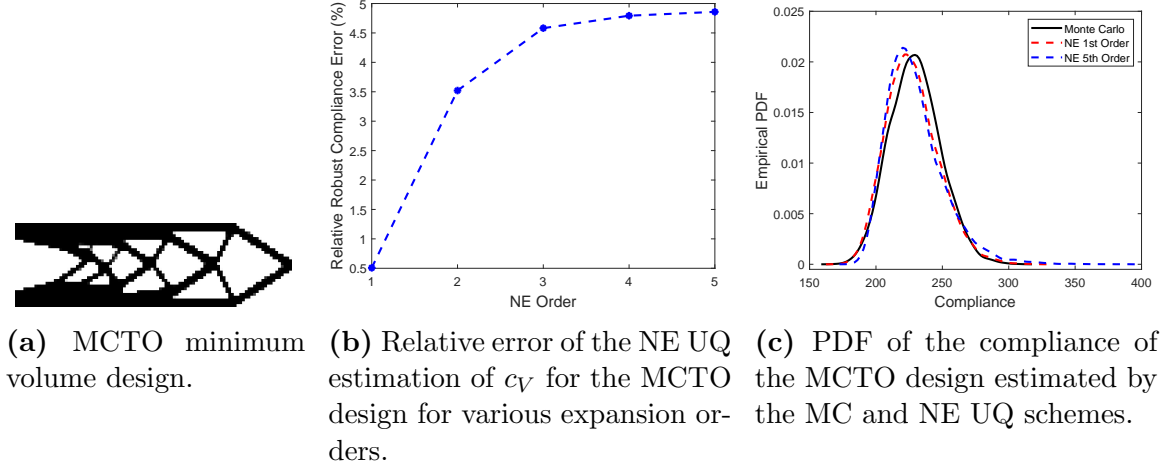 Relative Robust Compliance Error (%)
5
4.5
4
3.5
3
2.5
2
1.5
1
0.5
1 2 3 4 5
NE Order
Empirical PDF
0.025
0.02
0.015
0.01
0.005
0
150 200 250 300 350 400
Compliance
Monte Carlo
NE 1st Order
NE 5th Order
(a) MCTO minimum
volume design.
(b) Relative error of the NE UQ
estimation of c_V for the MCTO
design for various expansion or-
ders.
(c) PDF of the compliance of
the MCTO design estimated by
the MC and NE UQ schemes.